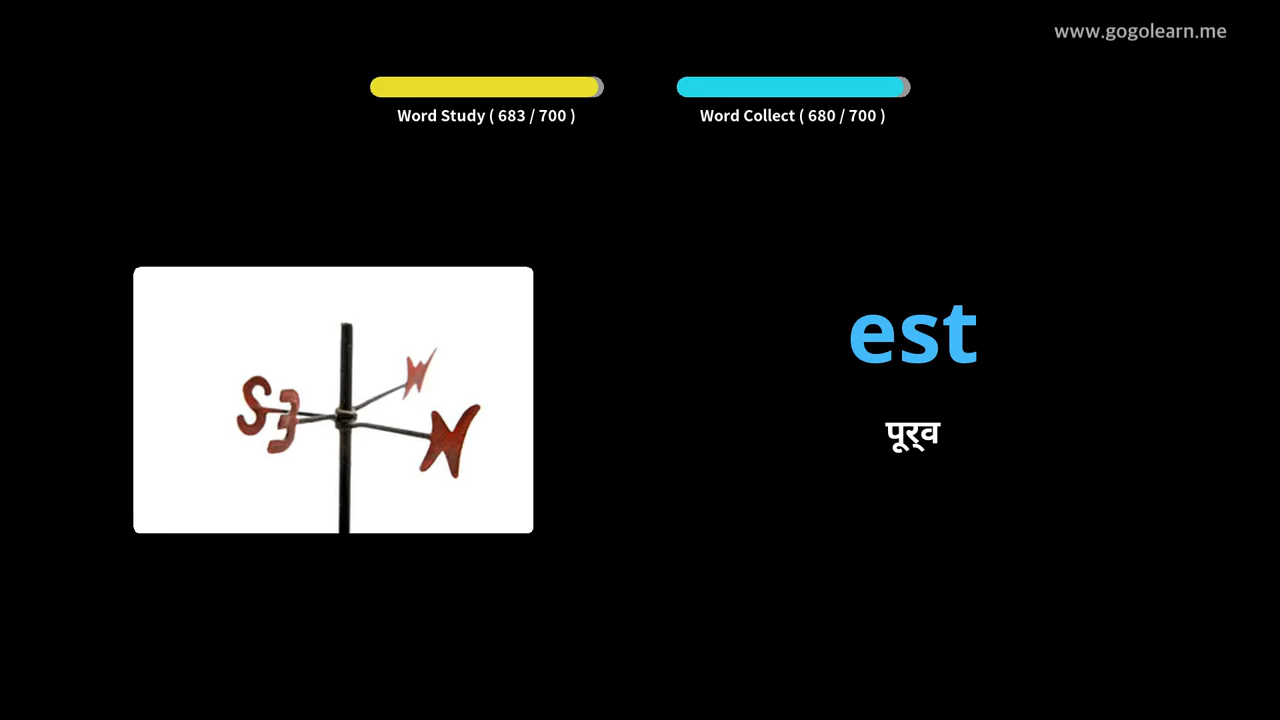 www.gogolearn.me
Word Study ( 683 / 700 )
Word Collect ( 680 / 700 )
S E N
est
पूर्व